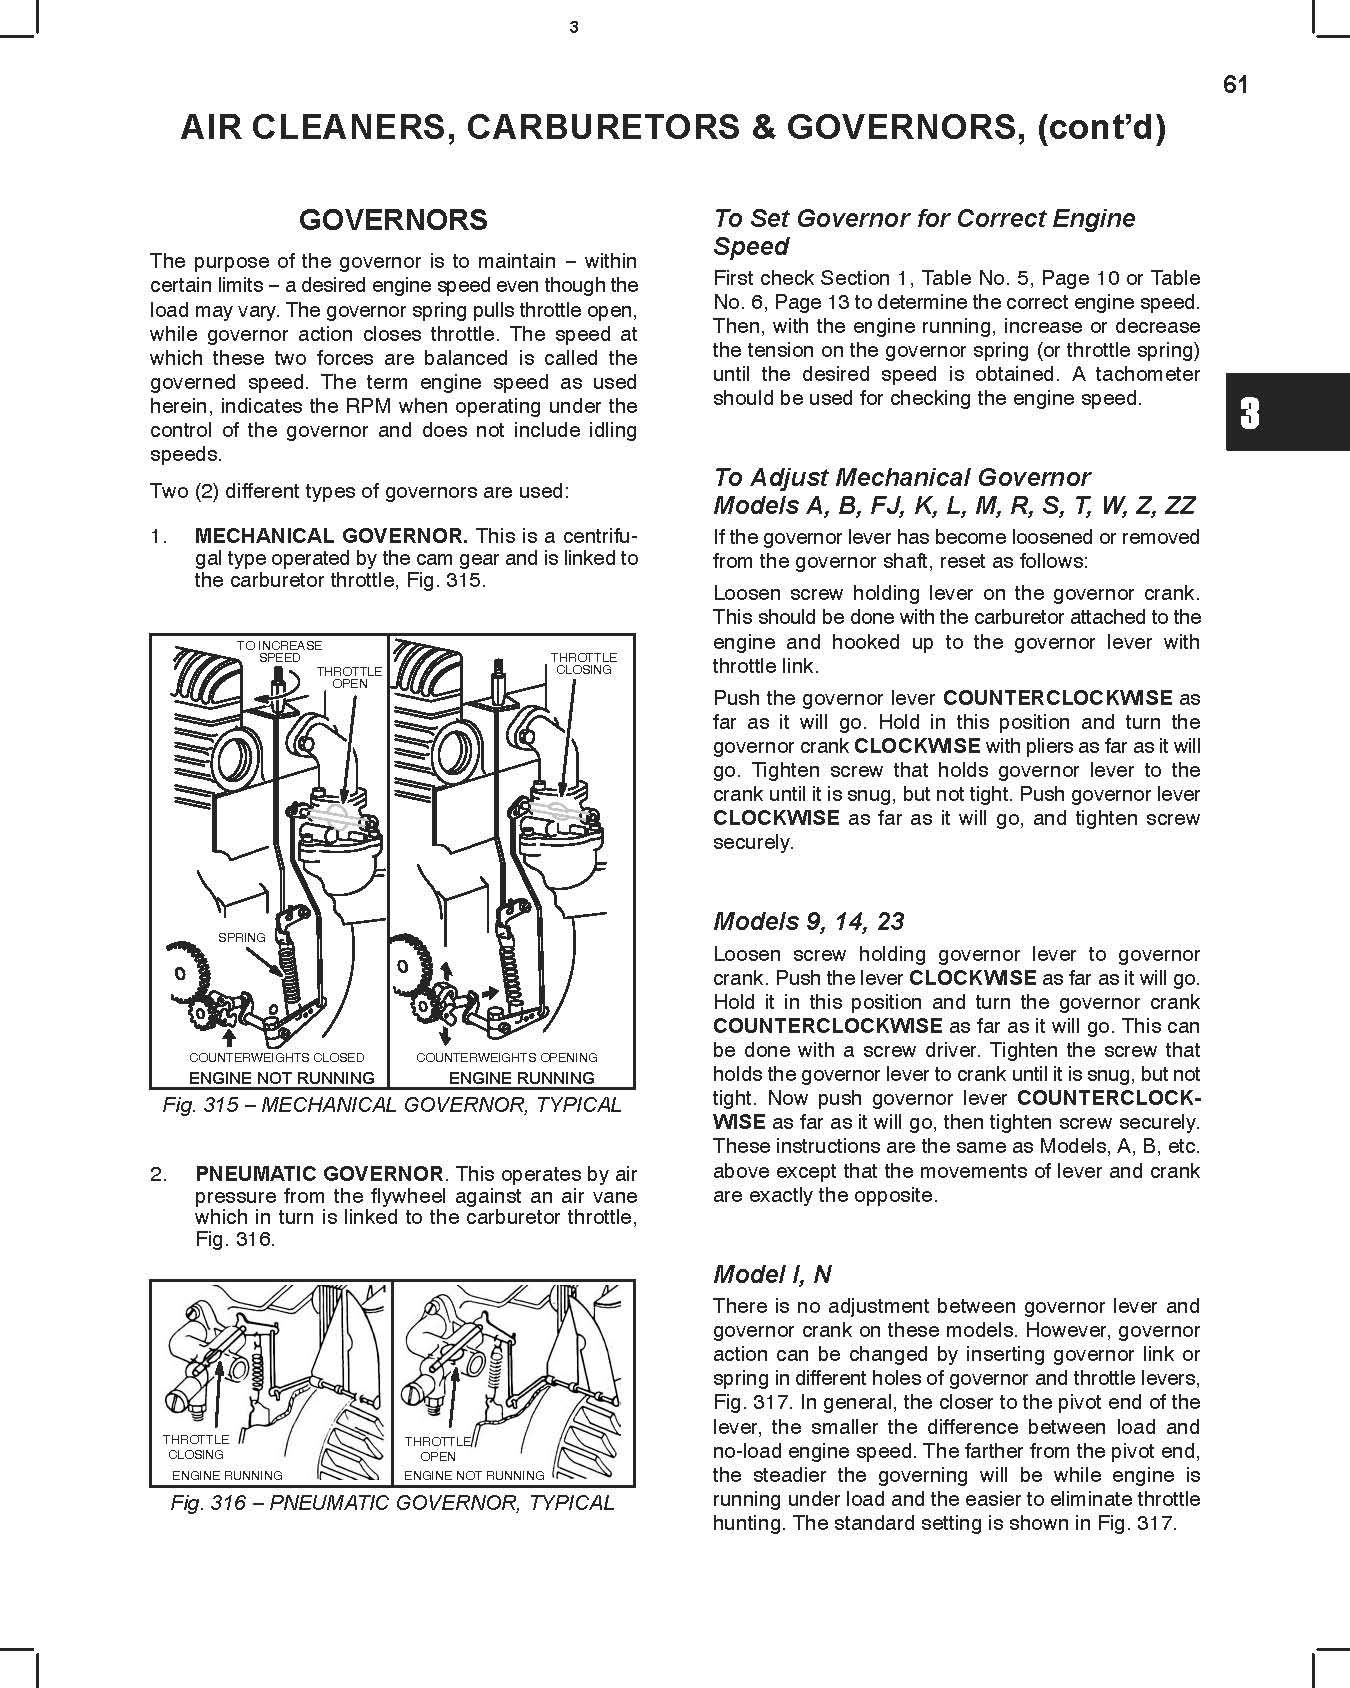 3
61
AIR CLEANERS, CARBURETORS & GOVERNORS, (cont’d)
GOVERNORS
The purpose of the governor is to maintain – within
certain limits – a desired engine speed even though the
load may vary. The governor spring pulls throttle open,
while governor action closes throttle. The speed at
which these two forces are balanced is called the
governed speed. The term engine speed as used
herein, indicates the RPM when operating under the
control of the governor and does not include idling
speeds.
Two (2) different types of governors are used:
1. MECHANICAL GOVERNOR. This is a centrifu-
gal type operated by the cam gear and is linked to
the carburetor throttle, Fig. 315.
TO INCREASE
SPEED
THROTTLE
OPEN
SPRING
COUNTERWEIGHTS CLOSED
ENGINE NOT RUNNING
THROTTLE
CLOSING
COUNTERWEIGHTS OPENING
ENGINE RUNNING
Fig. 315 – MECHANICAL GOVERNOR, TYPICAL
2. PNEUMATIC GOVERNOR. This operates by air
pressure from the flywheel against an air vane
which in turn is linked to the carburetor throttle,
Fig. 316.
THROTTLE
CLOSING
ENGINE RUNNING
THROTTLE
OPEN
ENGINE NOT RUNNING
Fig. 316 – PNEUMATIC GOVERNOR, TYPICAL
To Set Governor for Correct Engine
Speed
First check Section 1, Table No. 5, Page 10 or Table
No. 6, Page 13 to determine the correct engine speed.
Then, with the engine running, increase or decrease
the tension on the governor spring (or throttle spring)
until the desired speed is obtained. A tachometer
should be used for checking the engine speed.
3
To Adjust Mechanical Governor
Models A, B, FJ, K, L, M, R, S, T, W, Z, ZZ
If the governor lever has become loosened or removed
from the governor shaft, reset as follows:
Loosen screw holding lever on the governor crank.
This should be done with the carburetor attached to the
engine and hooked up to the governor lever with
throttle link.
Push the governor lever COUNTERCLOCKWISE as
far as it will go. Hold in this position and turn the
governor crank CLOCKWISE with pliers as far as it will
go. Tighten screw that holds governor lever to the
crank until it is snug, but not tight. Push governor lever
CLOCKWISE as far as it will go, and tighten screw
securely.
Models 9, 14, 23
Loosen screw holding governor lever to governor
crank. Push the lever CLOCKWISE as far as it will go.
Hold it in this position and turn the governor crank
COUNTERCLOCKWISE as far as it will go. This can
be done with a screw driver. Tighten the screw that
holds the governor lever to crank until it is snug, but not
tight. Now push governor lever COUNTERCLOCK-
WISE as far as it will go, then tighten screw securely.
These instructions are the same as Models, A, B, etc.
above except that the movements of lever and crank
are exactly the opposite.
Model I, N
There is no adjustment between governor lever and
governor crank on these models. However, governor
action can be changed by inserting governor link or
spring in different holes of governor and throttle levers,
Fig. 317. In general, the closer to the pivot end of the
lever, the smaller the difference between load and
no-load engine speed. The farther from the pivot end,
the steadier the governing will be while engine is
running under load and the easier to eliminate throttle
hunting. The standard setting is shown in Fig. 317.